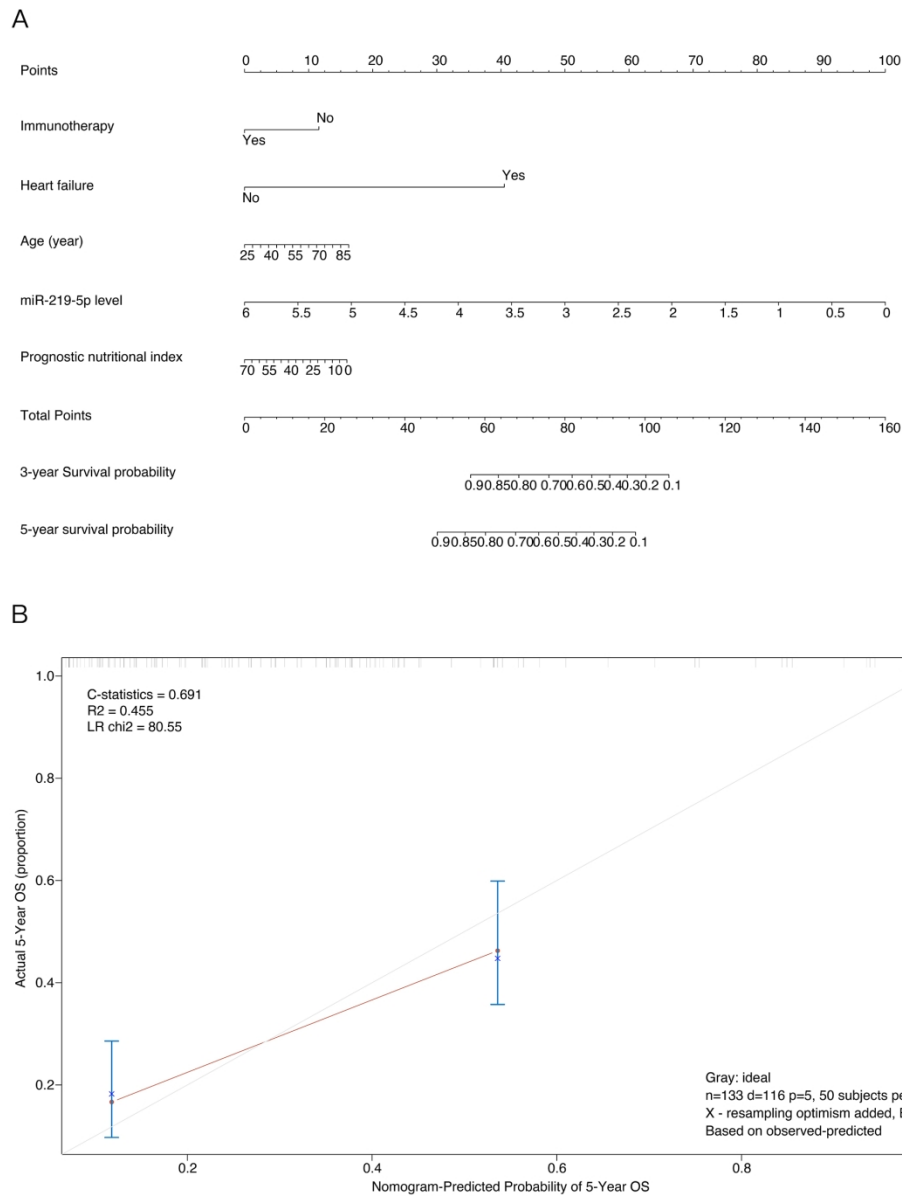 A
Points
0 10 20 30 40 50 60 70 80 90 100
Immunotherapy
No
Yes
Heart failure
Yes
No
Age (year)
25 40 55 70 85
miR-219-5p level
6 5.5 5 4.5 4 3.5 3 2.5 2 1.5 1 0.5 0
Prognostic nutritional index
70 55 40 25 10 0
Total Points
0 20 40 60 80 100 120 140 160
3-year Survival probability
0.9 0.85 0.80 0.70 0.6 0.5 0.4 0.3 0.2 0.1
5-year survival probability
0.9 0.85 0.80 0.70 0.6 0.5 0.4 0.3 0.2 0.1
B
C-statistics = 0.691
R2 = 0.455
LR chi2 = 80.55
1.0
0.8
0.6
0.4
0.2
Actual 5-Year OS (proportion)
Gray: ideal
n=133 d=116 p=5, 50 subjects pe
X - resampling optimism added, B
Based on observed-predicted
0.2 0.4 0.6 0.8
Nomogram-Predicted Probability of 5-Year OS